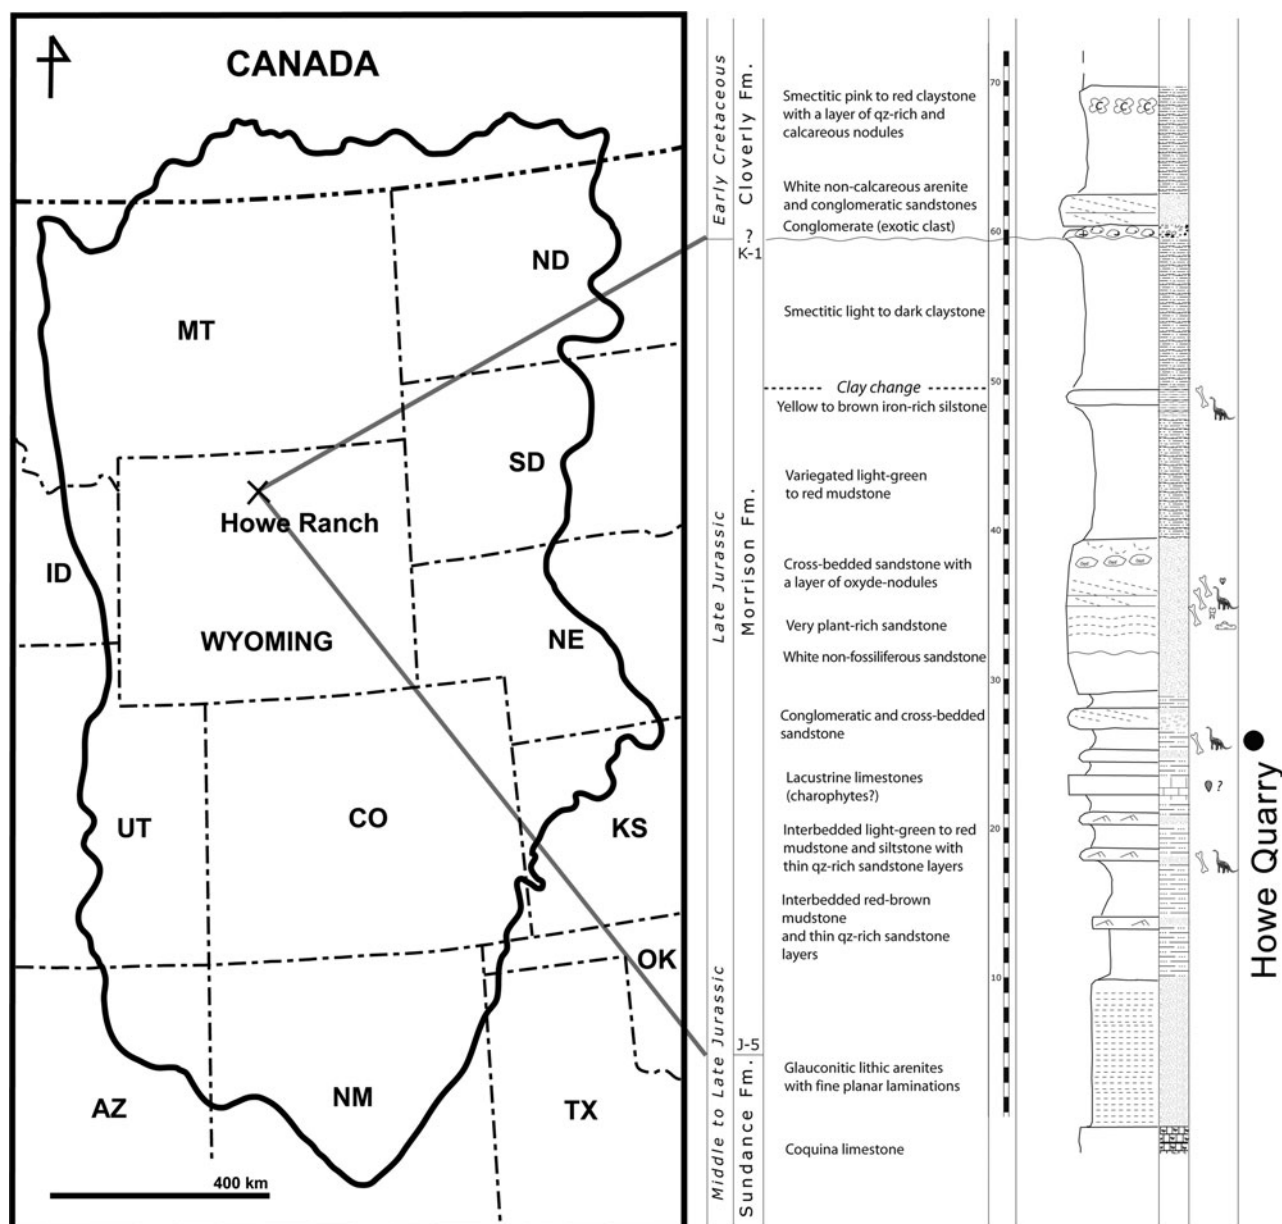 CANADA
MT
ND
SD
Howe Ranch
ID
WYOMING
NE
UT
CO
KS
OK
AZ
NM
TX
400 km
Early Cretaceous
Cloverly Fm.
?
K-1
Late Jurassic
Morrison Fm.
J-5
Middle to Late Jurassic
Sundance Fm.
Smectitic pink to red claystone
with a layer of qz-rich and
calcareous nodules
White non-calcareous arenite
and conglomeratic sandstones
Conglomerate (exotic clast)
Smectitic light to dark claystone
Clay change
Yellow to brown iron-rich silstone
Variegated light-green
to red mudstone
Cross-bedded sandstone with
a layer of oxyde-nodules
Very plant-rich sandstone
White non-fossiliferous sandstone
Conglomeratic and cross-bedded
sandstone
Lacustrine limestones
(charophytes?)
Interbedded light-green to red
mudstone and siltstone with
thin qz-rich sandstone layers
Interbedded red-brown
mudstone
and thin qz-rich sandstone
layers
Glauconitic lithic arenites
with fine planar laminations
Coquina limestone
70
60
50
40
30
20
10
C C C
?
Howe Quarry